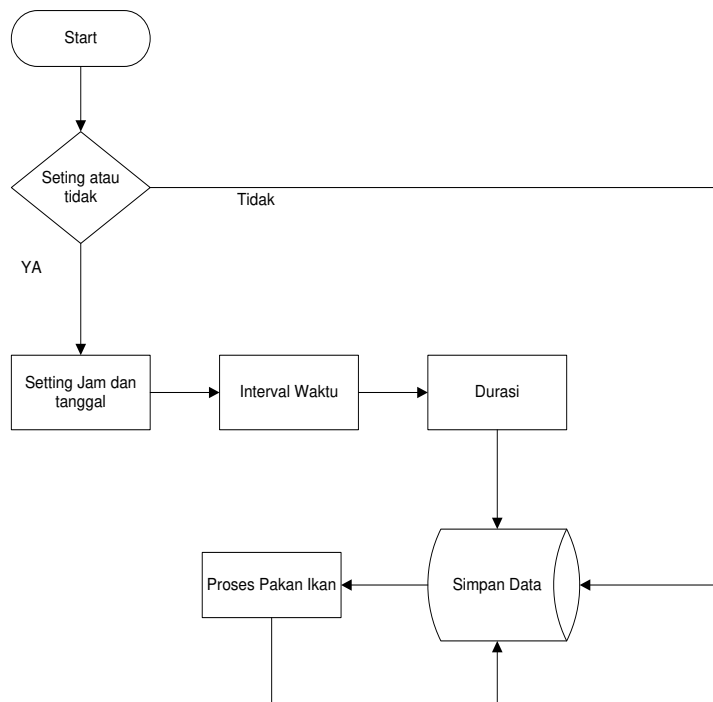 Start
Seting atau
tidak
Tidak
YA
Setting Jam dan
tanggal
Interval Waktu
Durasi
Proses Pakan Ikan
Simpan Data